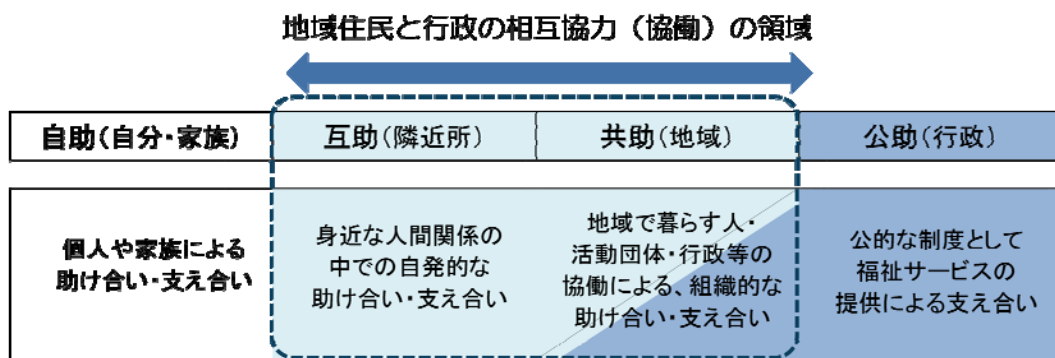 地域住民と行政の相互協力（協働）の領域
自助（自分・家族）
互助（隣近所）
共助（地域）
公助（行政）
個人や家族による
助け合い・支え合い
身近な人間関係の
中での自発的な
助け合い・支え合い
地域で暮らす人・
活動団体・行政等の
協働による、組織的な
助け合い・支え合い
公的な制度として
福祉サービスの
提供による支え合い